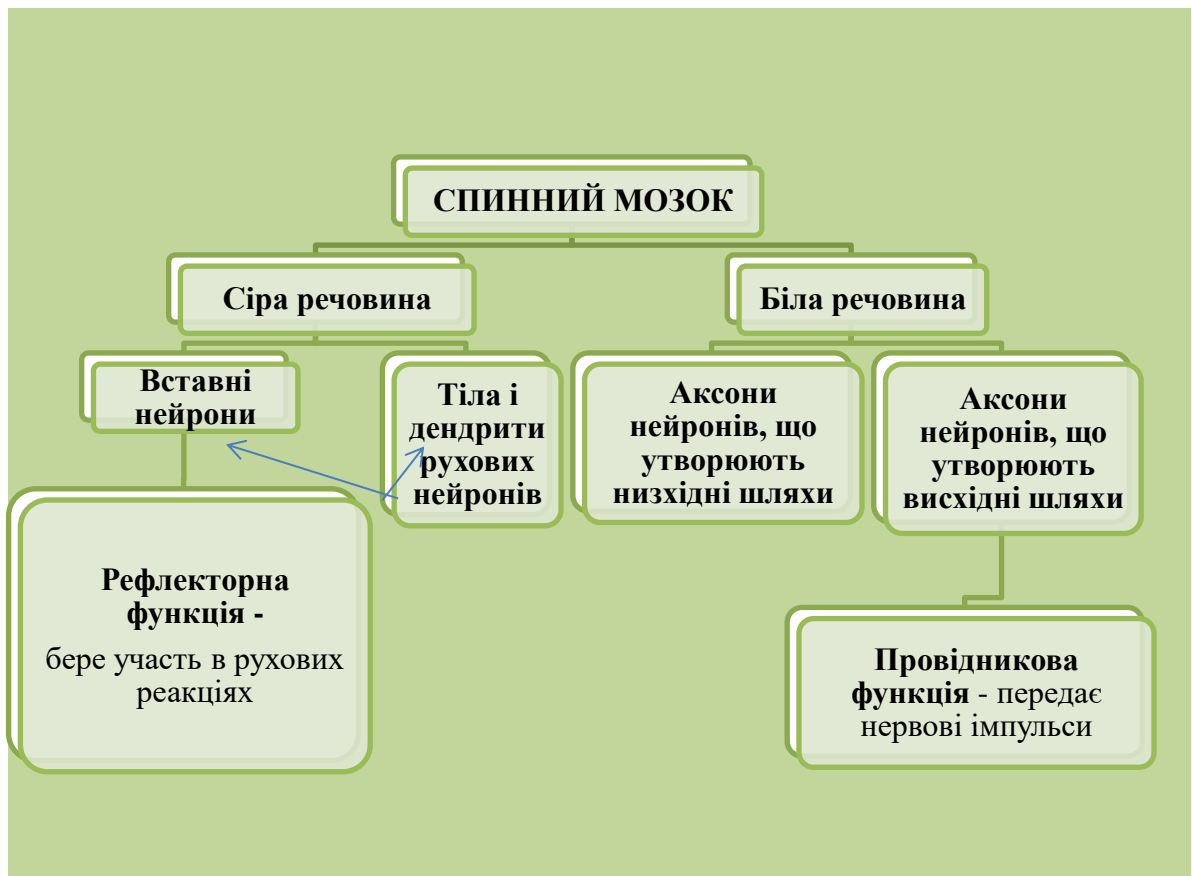 СПИННИЙ МОЗОК
Сіра речовина
Біла речовина
Вставні
нейрони
Тіла і
дендрити
рухових
нейронів
Аксони
нейронів, що
утворюють
низхідні шляхи
Аксони
нейронів, що
утворюють
висхідні шляхи
Рефлекторна
функція -
бере участь в рухових
реакціях
Провідникова
функція - передає
нервові імпульси